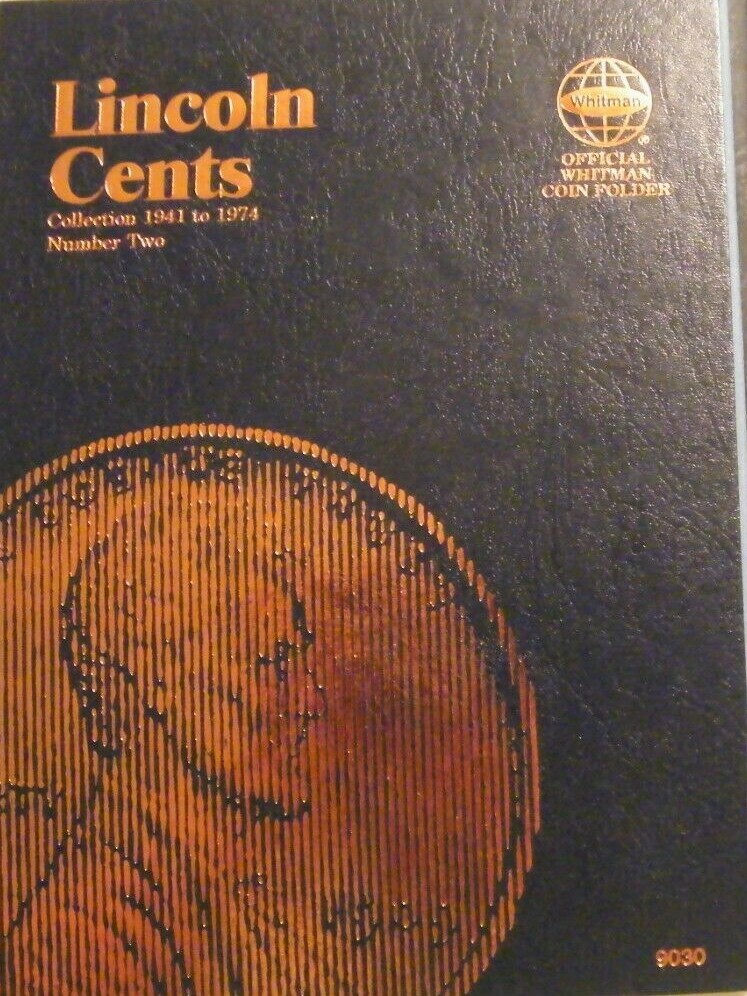 Lincoln
Cents
Collection 1941 to 1974
Number Two
Whitman
®
OFFICIAL
WHITMAN
COIN FOLDER
9030